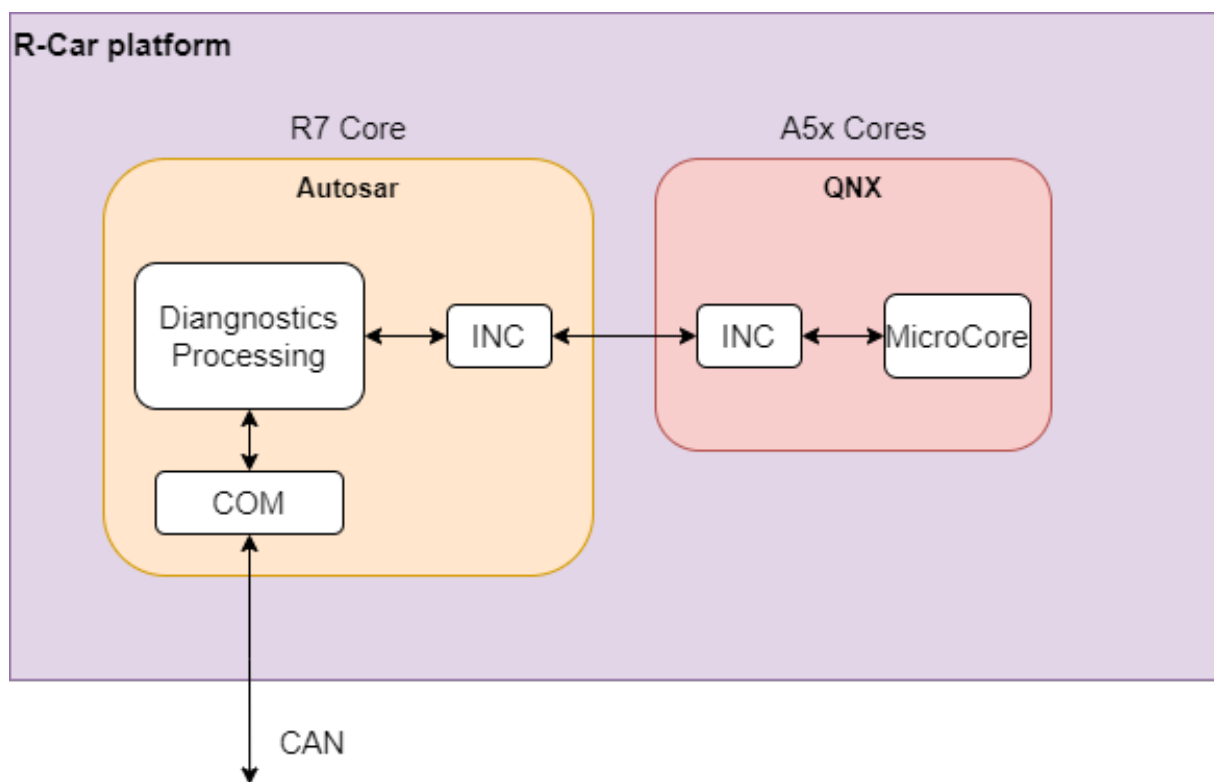 R-Car platform
R7 Core
A5x Cores
Autosar
QNX
Diangnostics
Processing
INC
INC
MicroCore
COM
CAN